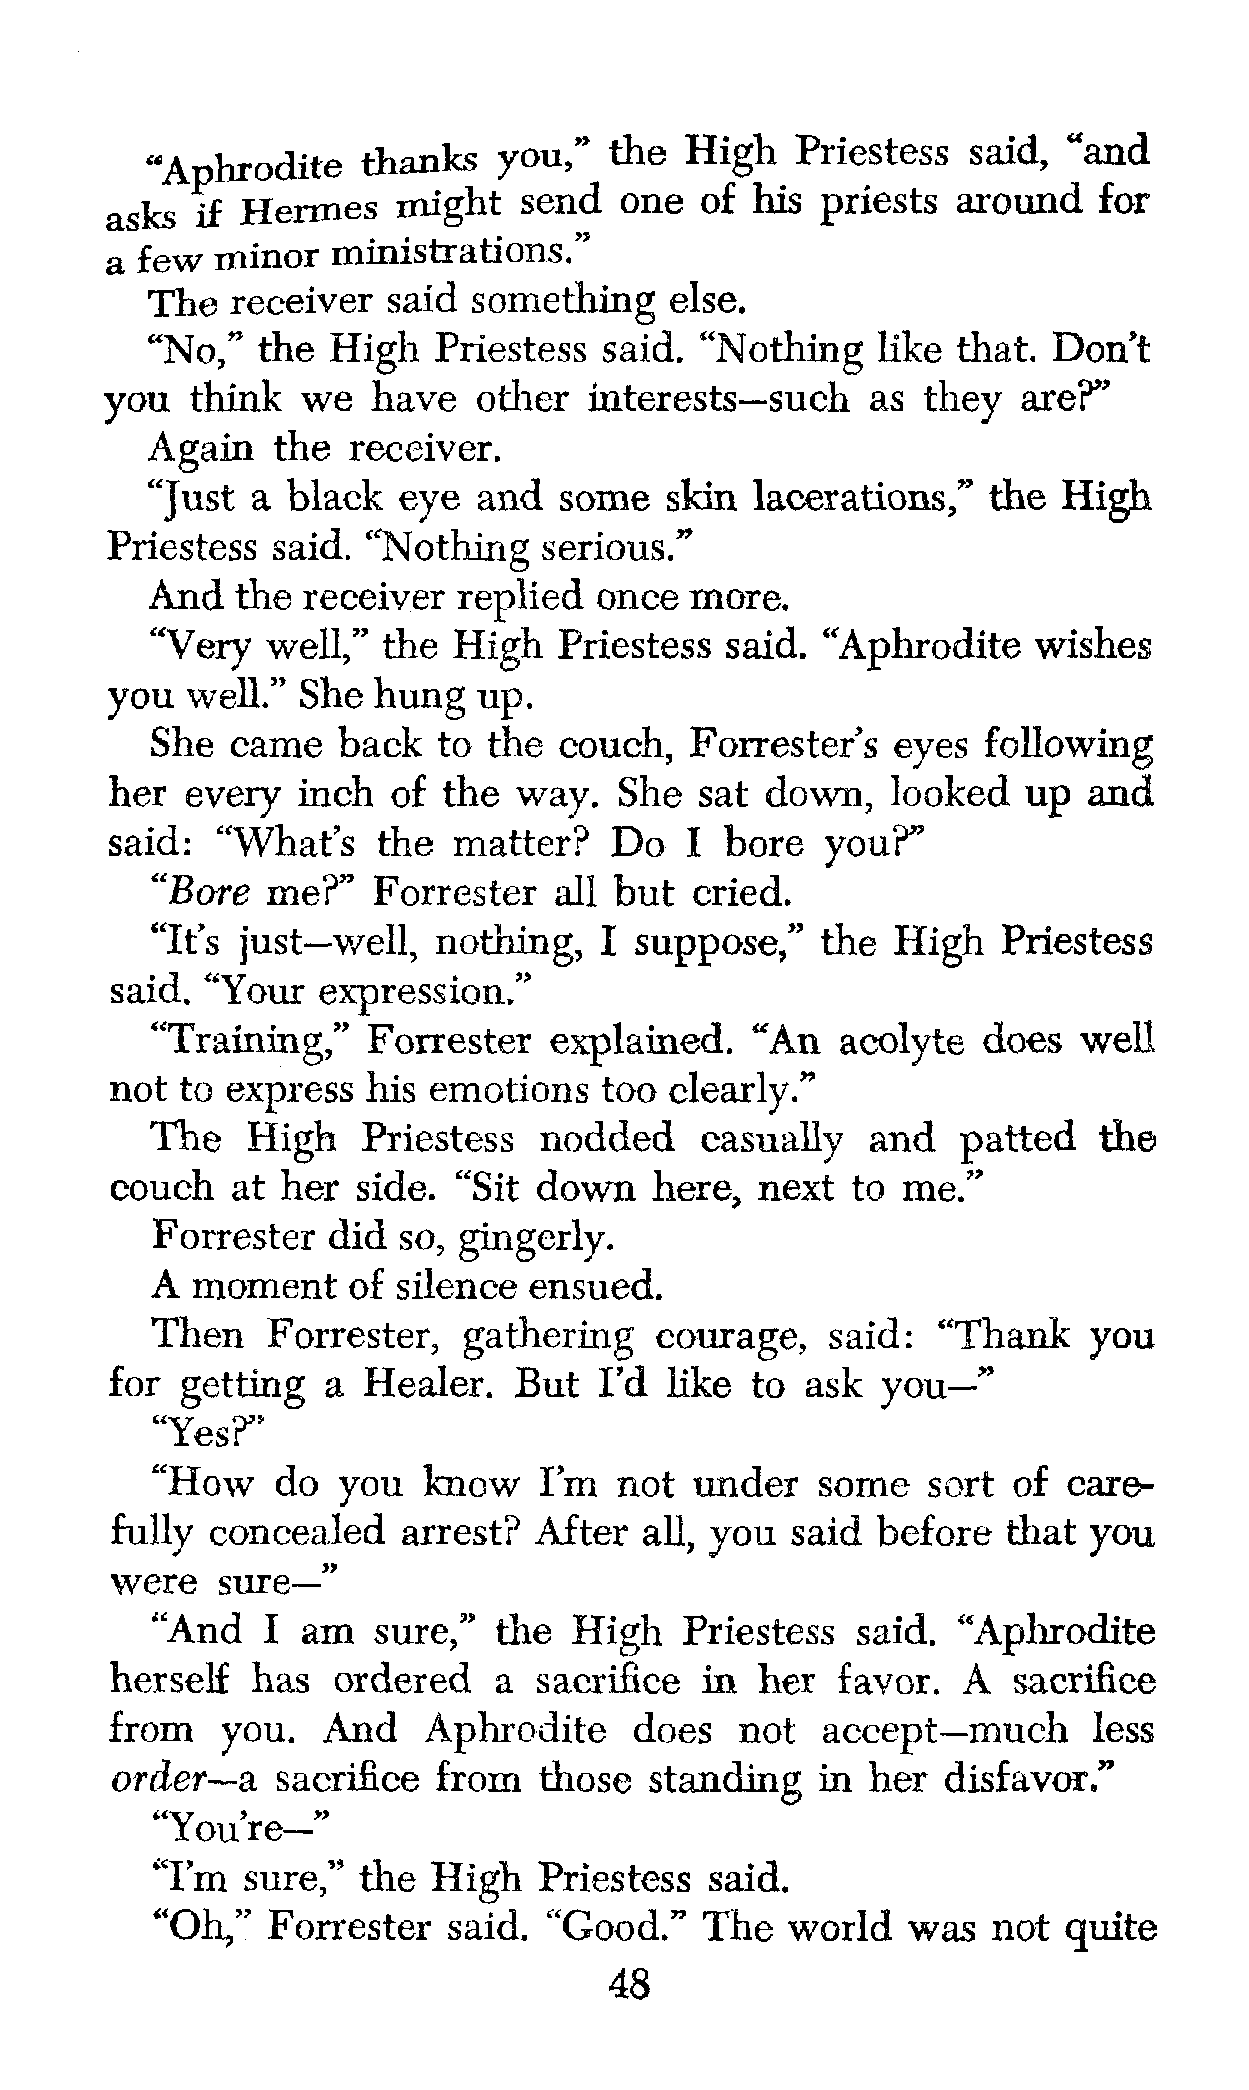 “Aphrodite thanks you,” the High Priestess said, “and
asks if Hermes might send one of his priests around for
a few minor ministrations.”
The receiver said something else.
“No,” the High Priestess said. “Nothing like that. Don't
you think we have other interests—such as they are?”
Again the receiver.
“Just a black eye and some skin lacerations,” the High
Priestess said. “Nothing serious.”
And the receiver replied once more.
“Very well,” the High Priestess said. “Aphrodite wishes
you well.” She hung up.
She came back to the couch, Forrester's eyes following
her every inch of the way. She sat down, looked up and
said: “What's the matter? Do I bore you?”
“Bore me?” Forrester all but cried.
“It's just—well, nothing, I suppose,” the High Priestess
said. “Your expression.”
“Training,” Forrester explained. “An acolyte does well
not to express his emotions too clearly.”
The High Priestess nodded casually and patted the
couch at her side. “Sit down here, next to me.”
Forrester did so, gingerly.
A moment of silence ensued.
Then Forrester, gathering courage, said: “Thank you
for getting a Healer. But I'd like to ask you—”
“Yes?”
“How do you know I'm not under some sort of care-
fully concealed arrest? After all, you said before that you
were sure—”
“And I am sure,” the High Priestess said. “Aphrodite
herself has ordered a sacrifice in her favor. A sacrifice
from you. And Aphrodite does not accept—much less
order—a sacrifice from those standing in her disfavor.”
“You're—”
“I'm sure,” the High Priestess said.
“Oh,” Forrester said. “Good.” The world was not quite
48